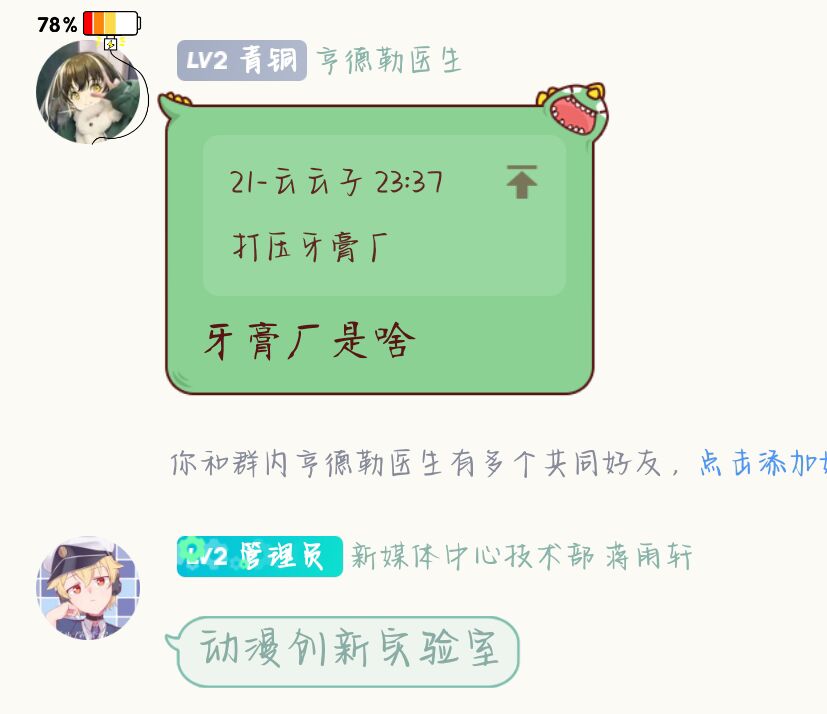 78%
LV2 青铜 亨德勒医生
21-云云子 23:37
打压牙膏厂
牙膏厂是啥
你和群内亨德勒医生有多个共同好友，点击添加好
LV2 管理员 新媒体中心技术部 蒋雨轩
动漫创新实验室